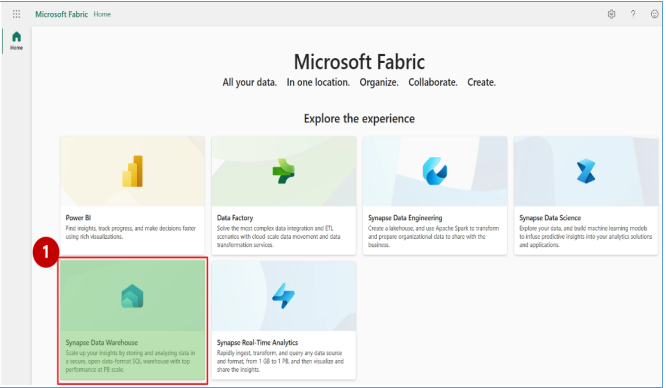 Microsoft Fabric Home
?
Home
Microsoft Fabric
All your data. In one location. Organize. Collaborate. Create.
Explore the experience
Power BI
Find insights, track progress, and make decisions faster
using rich visualizations.
Data Factory
Solve the most complex data integration and ETL
scenarios with cloud scale data movement and data
transformation services.
Synapse Data Engineering
Create a lakehouse, and use Apache Spark to transform
and prepare organizational data to share with the
business.
Synapse Data Science
Explore your data, and build machine learning models
to infuse predictive insights into your analytics solutions
and applications.
1
Synapse Data Warehouse
Scale up your insights by storing and analyzing data in
a secure, open-data-format SQL warehouse with top
performance at PB scale.
Synapse Real-Time Analytics
Rapidly ingest, transform, and query any data source
and format, from 1 GB to 1 PB, and then visualize and
share the insights.